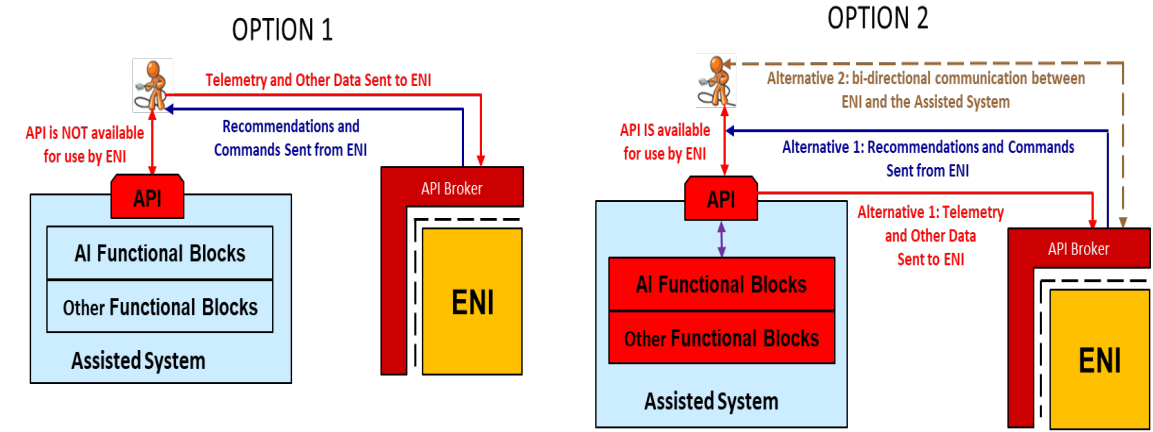 OPTION 1
Telemetry and Other Data Sent to ENI
Recommendations and
Commands Sent from ENI
API is NOT available
for use by ENI
API
API Broker
AI Functional Blocks
Other Functional Blocks
Assisted System
ENI
OPTION 2
Alternative 2: bi-directional communication between
ENI and the Assisted System
API IS available
for use by ENI
Alternative 1: Recommendations and Commands
Sent from ENI
API
Alternative 1: Telemetry
and Other Data
Sent to ENI
API Broker
AI Functional Blocks
Other Functional Blocks
Assisted System
ENI